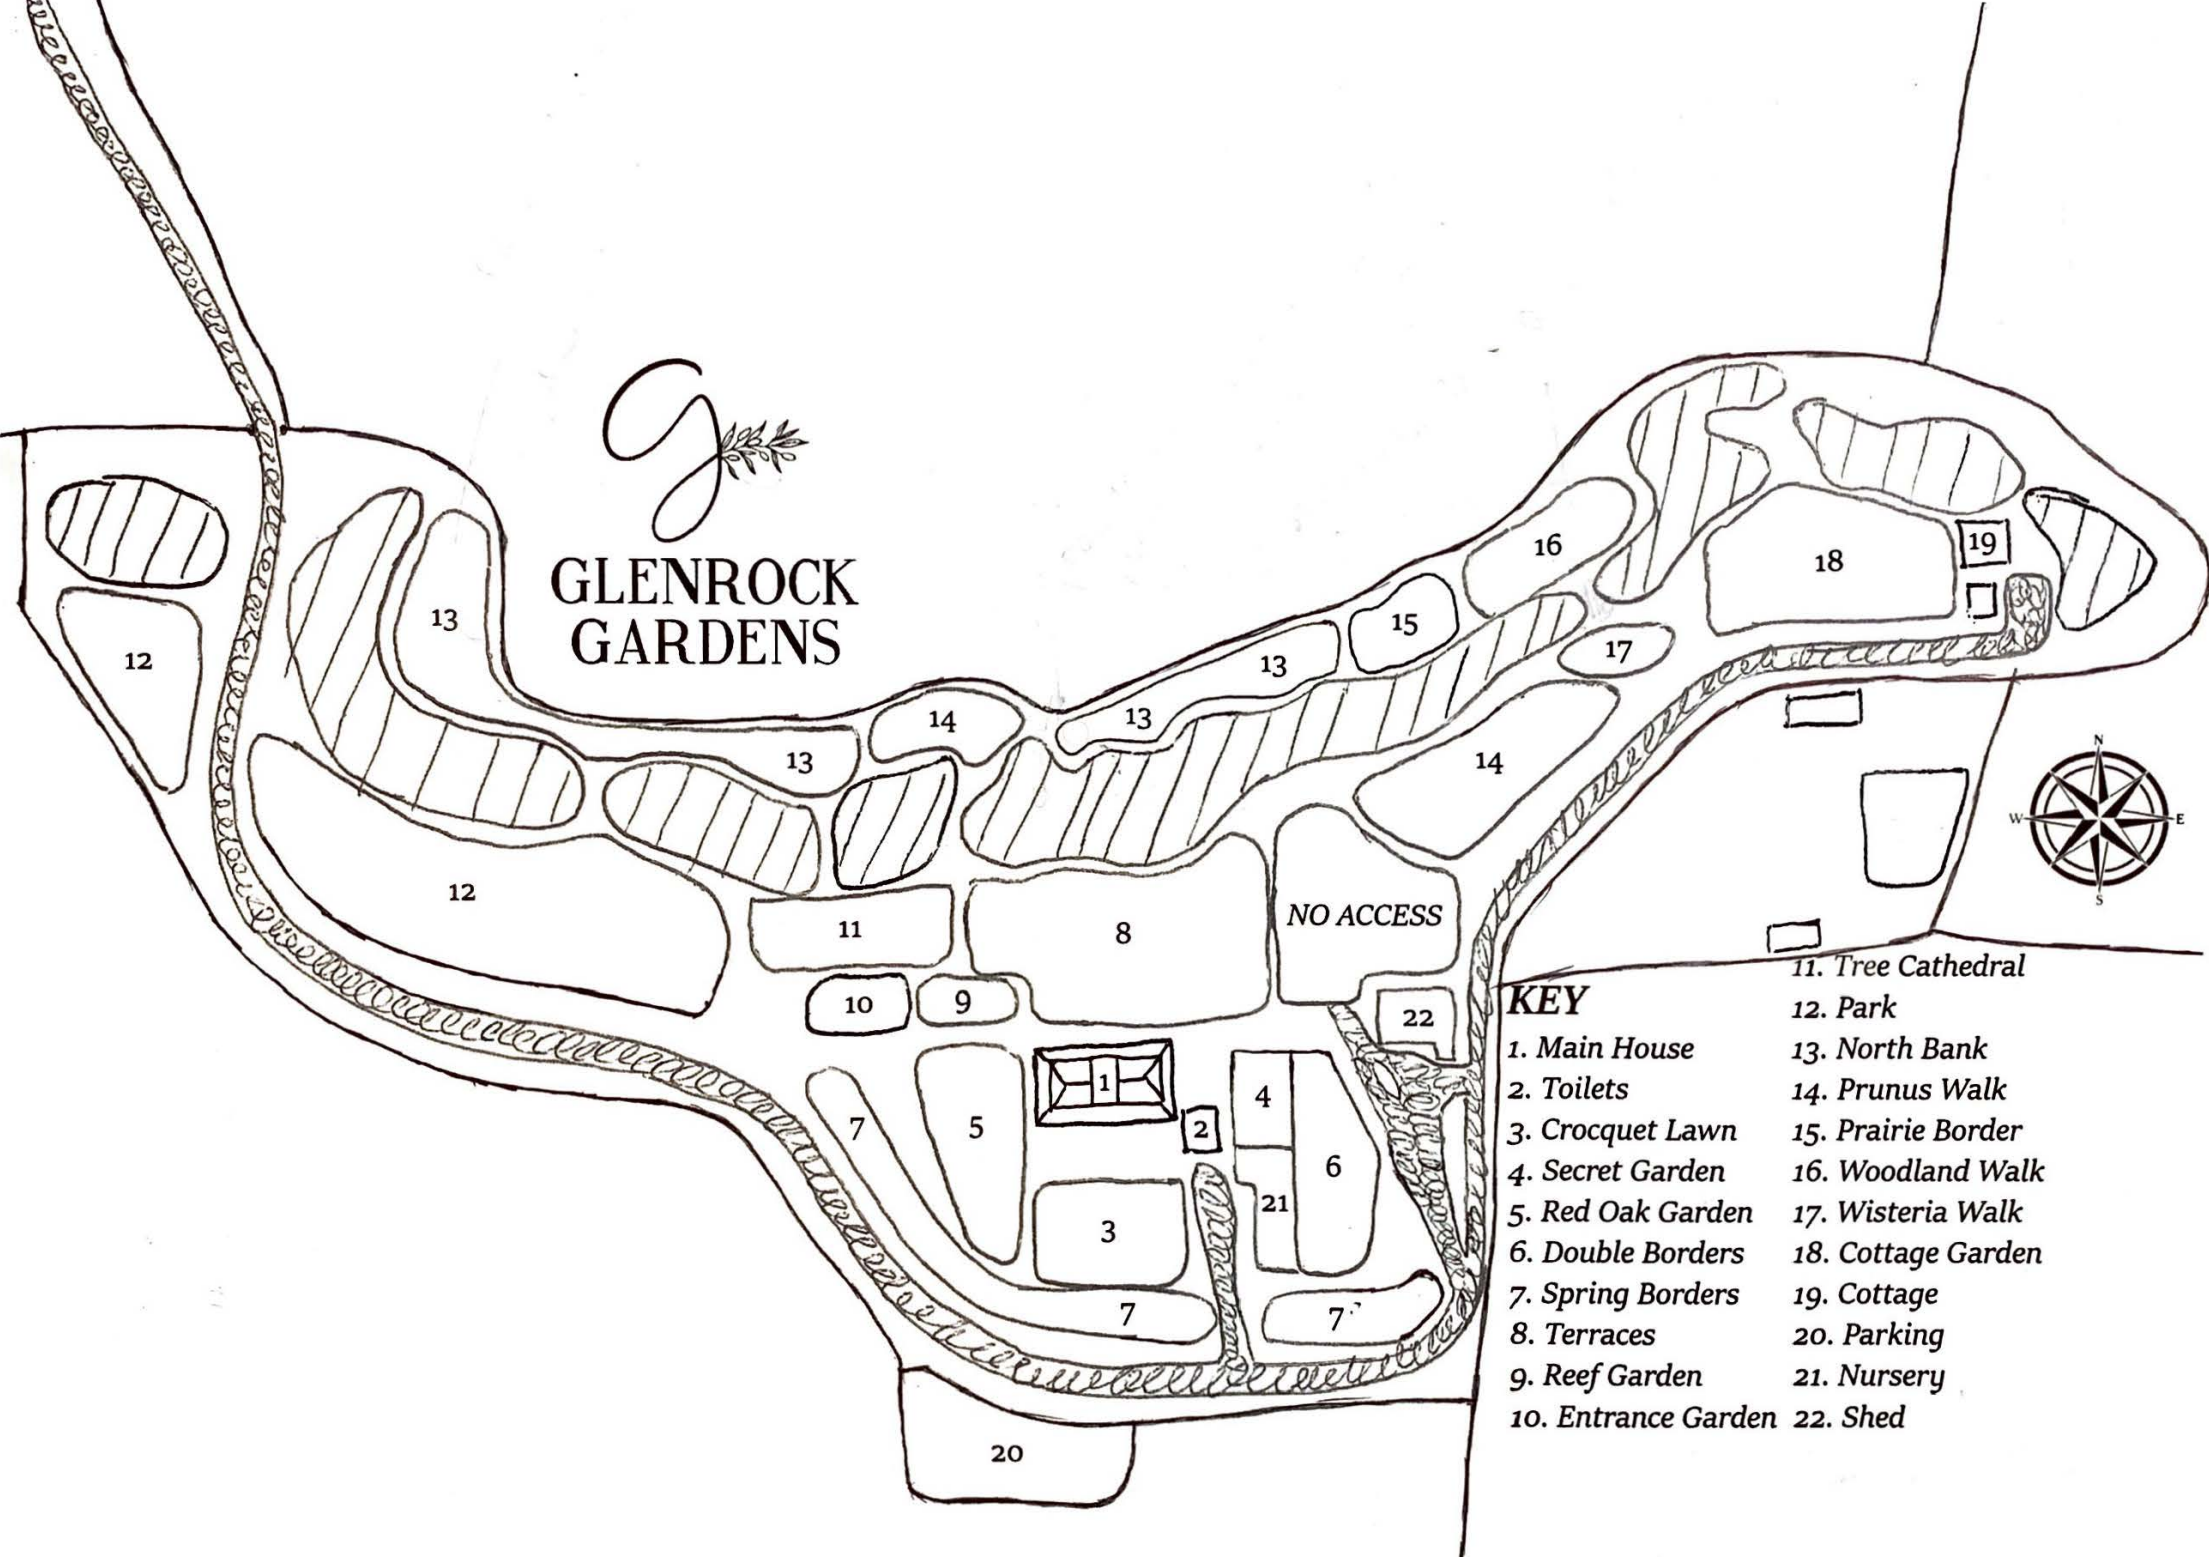 GLENROCK
GARDENS
16
19
18
15
13
17
12
13
13
14
14
13
N
W
E
S
12
11
8
NO ACCESS
10
9
22
1
4
7
5
2
6
21
3
7
7
20
KEY
1. Main House
2. Toilets
3. Crocquet Lawn
4. Secret Garden
5. Red Oak Garden
6. Double Borders
7. Spring Borders
8. Terraces
9. Reef Garden
10. Entrance Garden
11. Tree Cathedral
12. Park
13. North Bank
14. Prunus Walk
15. Prairie Border
16. Woodland Walk
17. Wisteria Walk
18. Cottage Garden
19. Cottage
20. Parking
21. Nursery
22. Shed